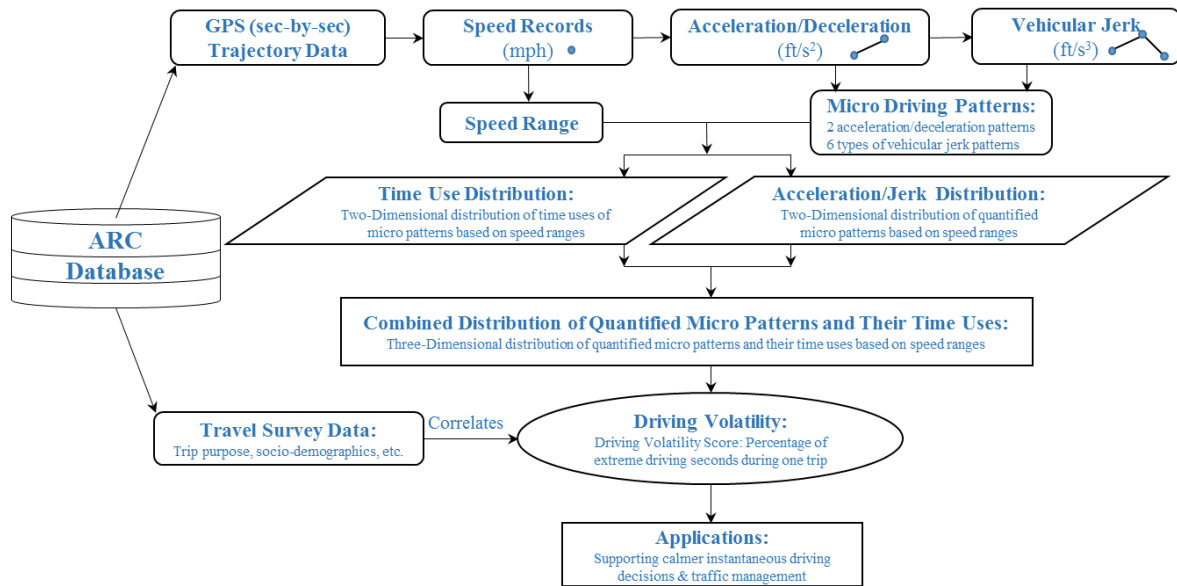 GPS (sec-by-sec)
Trajectory Data
Speed Records
(mph)
Acceleration/Deceleration
(ft/s²)
Vehicular Jerk
(ft/s³)
Speed Range
Micro Driving Patterns:
2 acceleration/deceleration patterns
6 types of vehicular jerk patterns
Time Use Distribution:
Two-Dimensional distribution of time uses of
micro patterns based on speed ranges
Acceleration/Jerk Distribution:
Two-Dimensional distribution of quantified
micro patterns based on speed ranges
ARC
Database
Combined Distribution of Quantified Micro Patterns and Their Time Uses:
Three-Dimensional distribution of quantified micro patterns and their time uses based on speed ranges
Travel Survey Data:
Trip purpose, socio-demographics, etc.
Correlates
Driving Volatility:
Driving Volatility Score: Percentage of
extreme driving seconds during one trip
Applications:
Supporting calmer instantaneous driving
decisions & traffic management